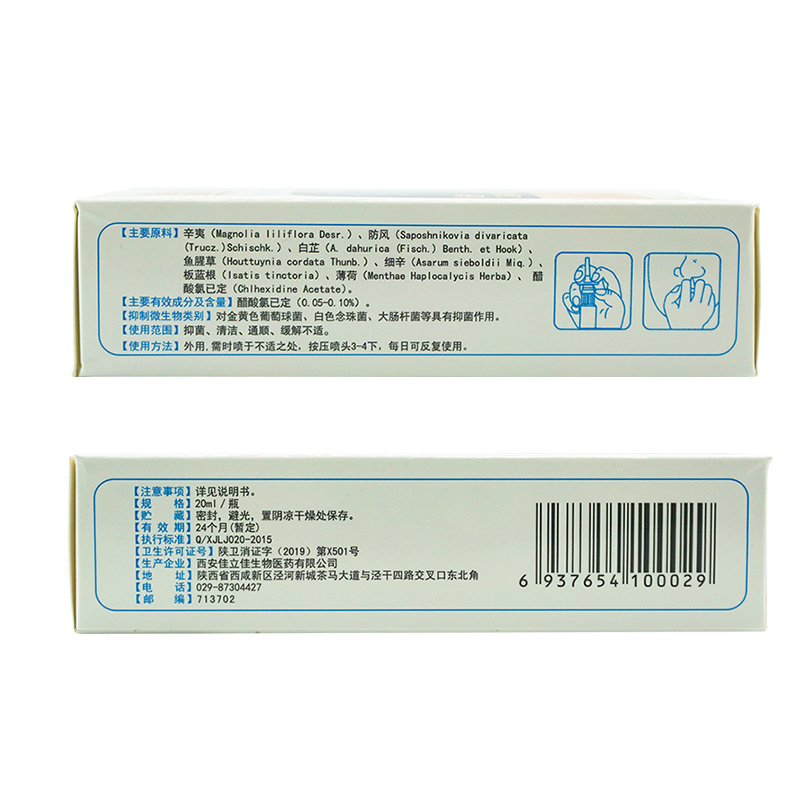 【主要原料】辛夷（Magnolia liliflora Desr.）、防风（Saposhnikovia divaricata
(Trucz.)Schischk.）、白芷（A. dahurica (Fisch.) Benth. et Hook）、
鱼腥草（Houttuynia cordata Thunb.）、细辛（Asarum sieboldii Miq.）、
板蓝根（Isatis tinctoria）、薄荷（Menthae Haplocalycis Herba）、醋
酸氯已定（Chlhexidine Acetate)。
【主要有效成分及含量】醋酸氯已定（0.05-0.10%）。
【抑制微生物类别】对金黄色葡萄球菌、白色念珠菌、大肠杆菌等具有抑菌作用。
【使用范围】抑菌、清洁、通顺、缓解不适。
【使用方法】外用,需时喷于不适之处，按压喷头3-4下，每日可反复使用。
【注意事项】详见说明书。
【规 格】20ml/瓶
【贮 藏】密封，避光，置阴凉干燥处保存。
【有 效 期】24个月(暂定)
【执行标准】Q/XJLJ020-2015
【卫生许可证号】陕卫消证字（2019）第X501号
【生产企业】西安佳立佳生物医药有限公司
【地 址】陕西省西咸新区泾河新城茶马大道与泾干四路交叉口东北角
【电 话】029-87304427
【邮 编】713702
6 937654 100029